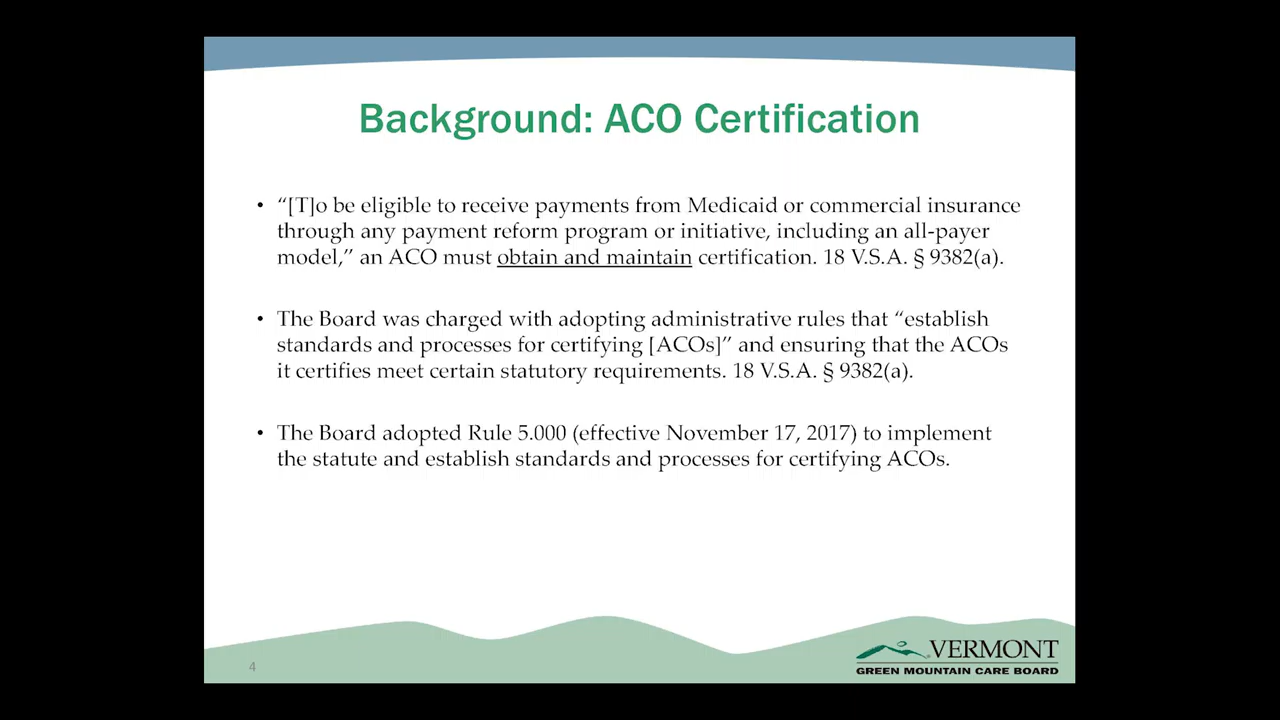 Background: ACO Certification
• “[T]o be eligible to receive payments from Medicaid or commercial insurance
through any payment reform program or initiative, including an all-payer
model,” an ACO must obtain and maintain certification. 18 V.S.A. § 9382(a).
• The Board was charged with adopting administrative rules that “establish
standards and processes for certifying [ACOs]” and ensuring that the ACOs
it certifies meet certain statutory requirements. 18 V.S.A. § 9382(a).
• The Board adopted Rule 5.000 (effective November 17, 2017) to implement
the statute and establish standards and processes for certifying ACOs.
4
VERMONT
GREEN MOUNTAIN CARE BOARD